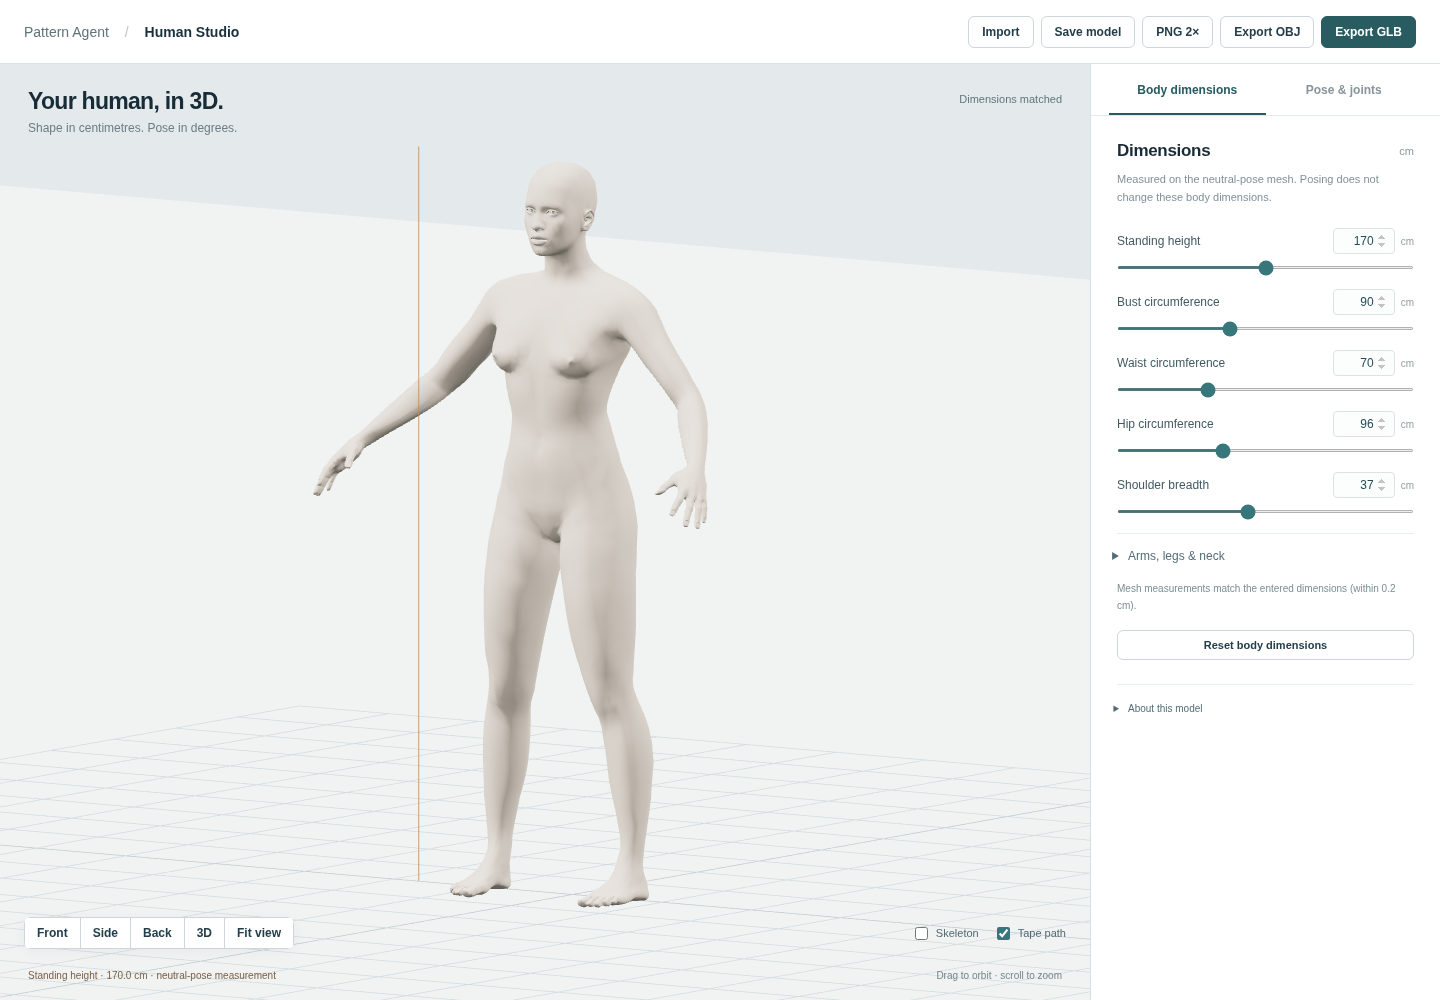 Pattern Agent / Human Studio
Import
Save model
PNG 2×
Export OBJ
Export GLB
Your human, in 3D.
Shape in centimetres. Pose in degrees.
Dimensions matched
Body dimensions
Pose & joints
Dimensions
cm
Measured on the neutral-pose mesh. Posing does not
change these body dimensions.
Standing height 170 cm
Bust circumference 90 cm
Waist circumference 70 cm
Hip circumference 96 cm
Shoulder breadth 37 cm
Arms, legs & neck
Mesh measurements match the entered dimensions (within 0.2
cm).
Reset body dimensions
About this model
Front
Side
Back
3D
Fit view
Skeleton
Tape path
Standing height · 170.0 cm · neutral-pose measurement
Drag to orbit · scroll to zoom